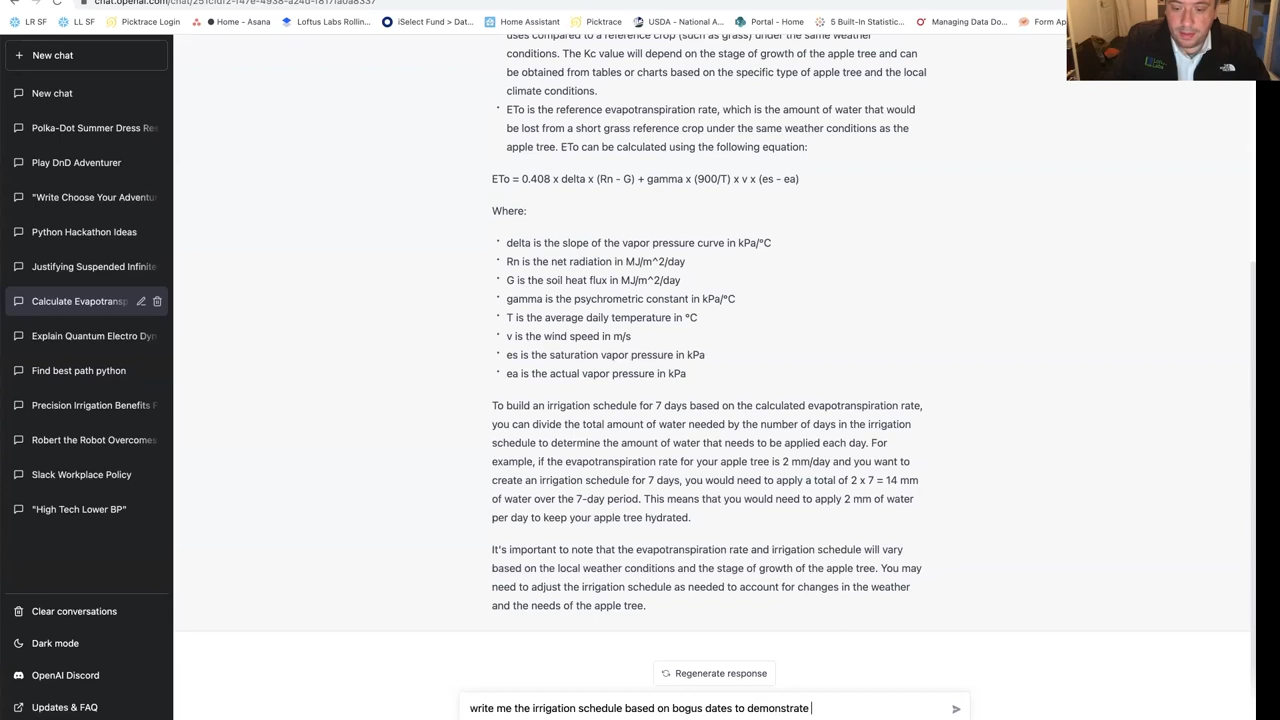 chat.openai.com/chat/251cfdf2-f47e-4938-a24d-f817fa0a8337
LR SF
LL SF
Picktrace Login
Home - Asana
Loftus Labs Rollin...
iSelect Fund > Dat...
Home Assistant
Picktrace
USDA - National A...
Portal - Home
5 Built-In Statistic...
Managing Data Do...
Form Ap
New chat
New chat
Polka-Dot Summer Dress Res
Play DnD Adventurer
"Write Choose Your Adventu
Python Hackathon Ideas
Justifying Suspended Infinite
Calculate Evapotransp
Explain Quantum Electro Dyn
Find best path python
Precision Irrigation Benefits F
Robert the Robot Overcomes
Slack Workplace Policy
"High Tech Lower BP"
Clear conversations
Dark mode
OpenAI Discord
Updates & FAQ
uses compared to a reference crop (such as grass) under the same weather
conditions. The Kc value will depend on the stage of growth of the apple tree and can
be obtained from tables or charts based on the specific type of apple tree and the local
climate conditions.
• ETo is the reference evapotranspiration rate, which is the amount of water that would
be lost from a short grass reference crop under the same weather conditions as the
apple tree. ETo can be calculated using the following equation:
ETo = 0.408 x delta x (Rn - G) + gamma x (900/T) x v x (es - ea)
Where:
• delta is the slope of the vapor pressure curve in kPa/°C
• Rn is the net radiation in MJ/m^2/day
• G is the soil heat flux in MJ/m^2/day
• gamma is the psychrometric constant in kPa/°C
• T is the average daily temperature in °C
• v is the wind speed in m/s
• es is the saturation vapor pressure in kPa
• ea is the actual vapor pressure in kPa
To build an irrigation schedule for 7 days based on the calculated evapotranspiration rate,
you can divide the total amount of water needed by the number of days in the irrigation
schedule to determine the amount of water that needs to be applied each day. For
example, if the evapotranspiration rate for your apple tree is 2 mm/day and you want to
create an irrigation schedule for 7 days, you would need to apply a total of 2 x 7 = 14 mm
of water over the 7-day period. This means that you would need to apply 2 mm of water
per day to keep your apple tree hydrated.
It's important to note that the evapotranspiration rate and irrigation schedule will vary
based on the local weather conditions and the stage of growth of the apple tree. You may
need to adjust the irrigation schedule as needed to account for changes in the weather
and the needs of the apple tree.
Regenerate response
write me the irrigation schedule based on bogus dates to demonstrate